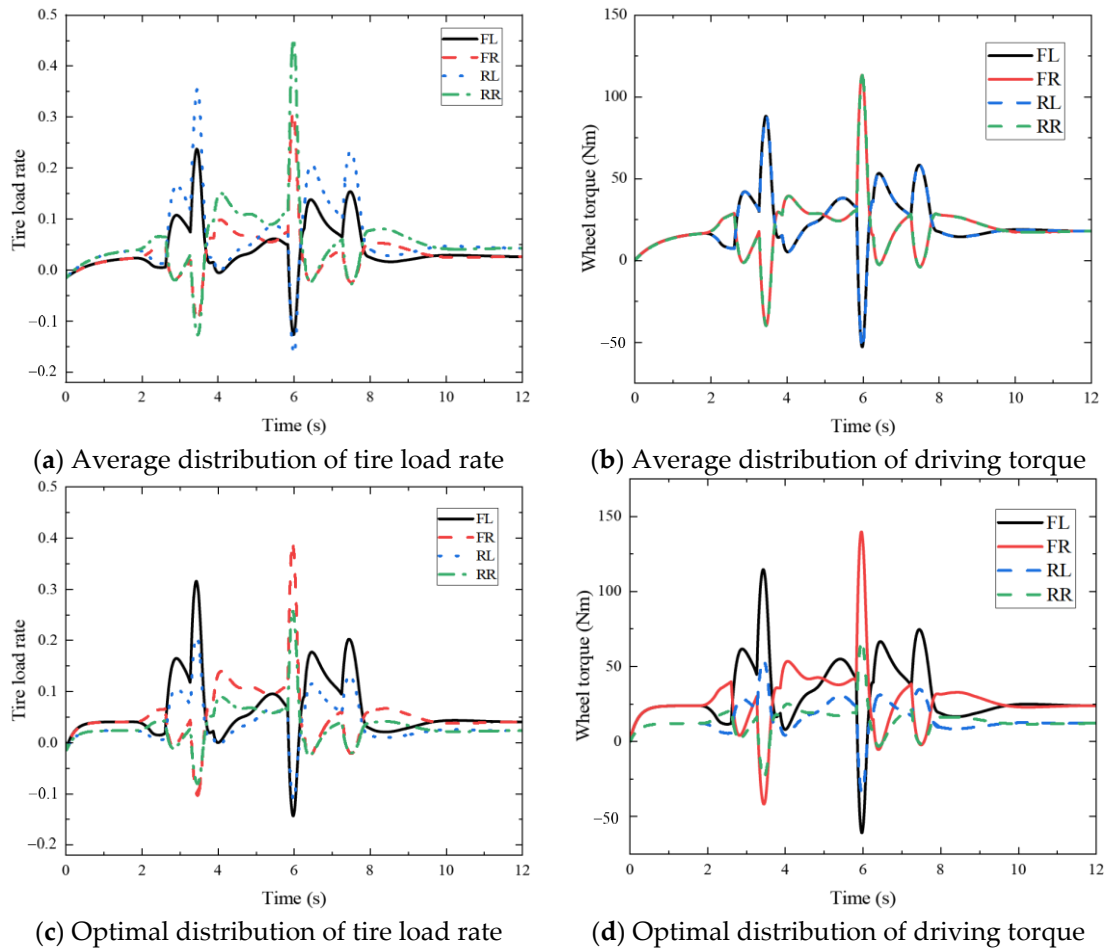 0.5
0.4
0.3
0.2
0.1
0.0
−0.1
−0.2
Tire load rate
FL
FR
RL
RR
0 2 4 6 8 10 12
Time (s)
(a) Average distribution of tire load rate
150
100
50
0
−50
Wheel torque (Nm)
FL
FR
RL
RR
0 2 4 6 8 10 12
Time (s)
(b) Average distribution of driving torque
0.5
0.4
0.3
0.2
0.1
0.0
−0.1
−0.2
Tire load rate
FL
FR
RL
RR
0 2 4 6 8 10 12
Time (s)
(c) Optimal distribution of tire load rate
150
100
50
0
−50
Wheel torque (Nm)
FL
FR
RL
RR
0 2 4 6 8 10 12
Time (s)
(d) Optimal distribution of driving torque